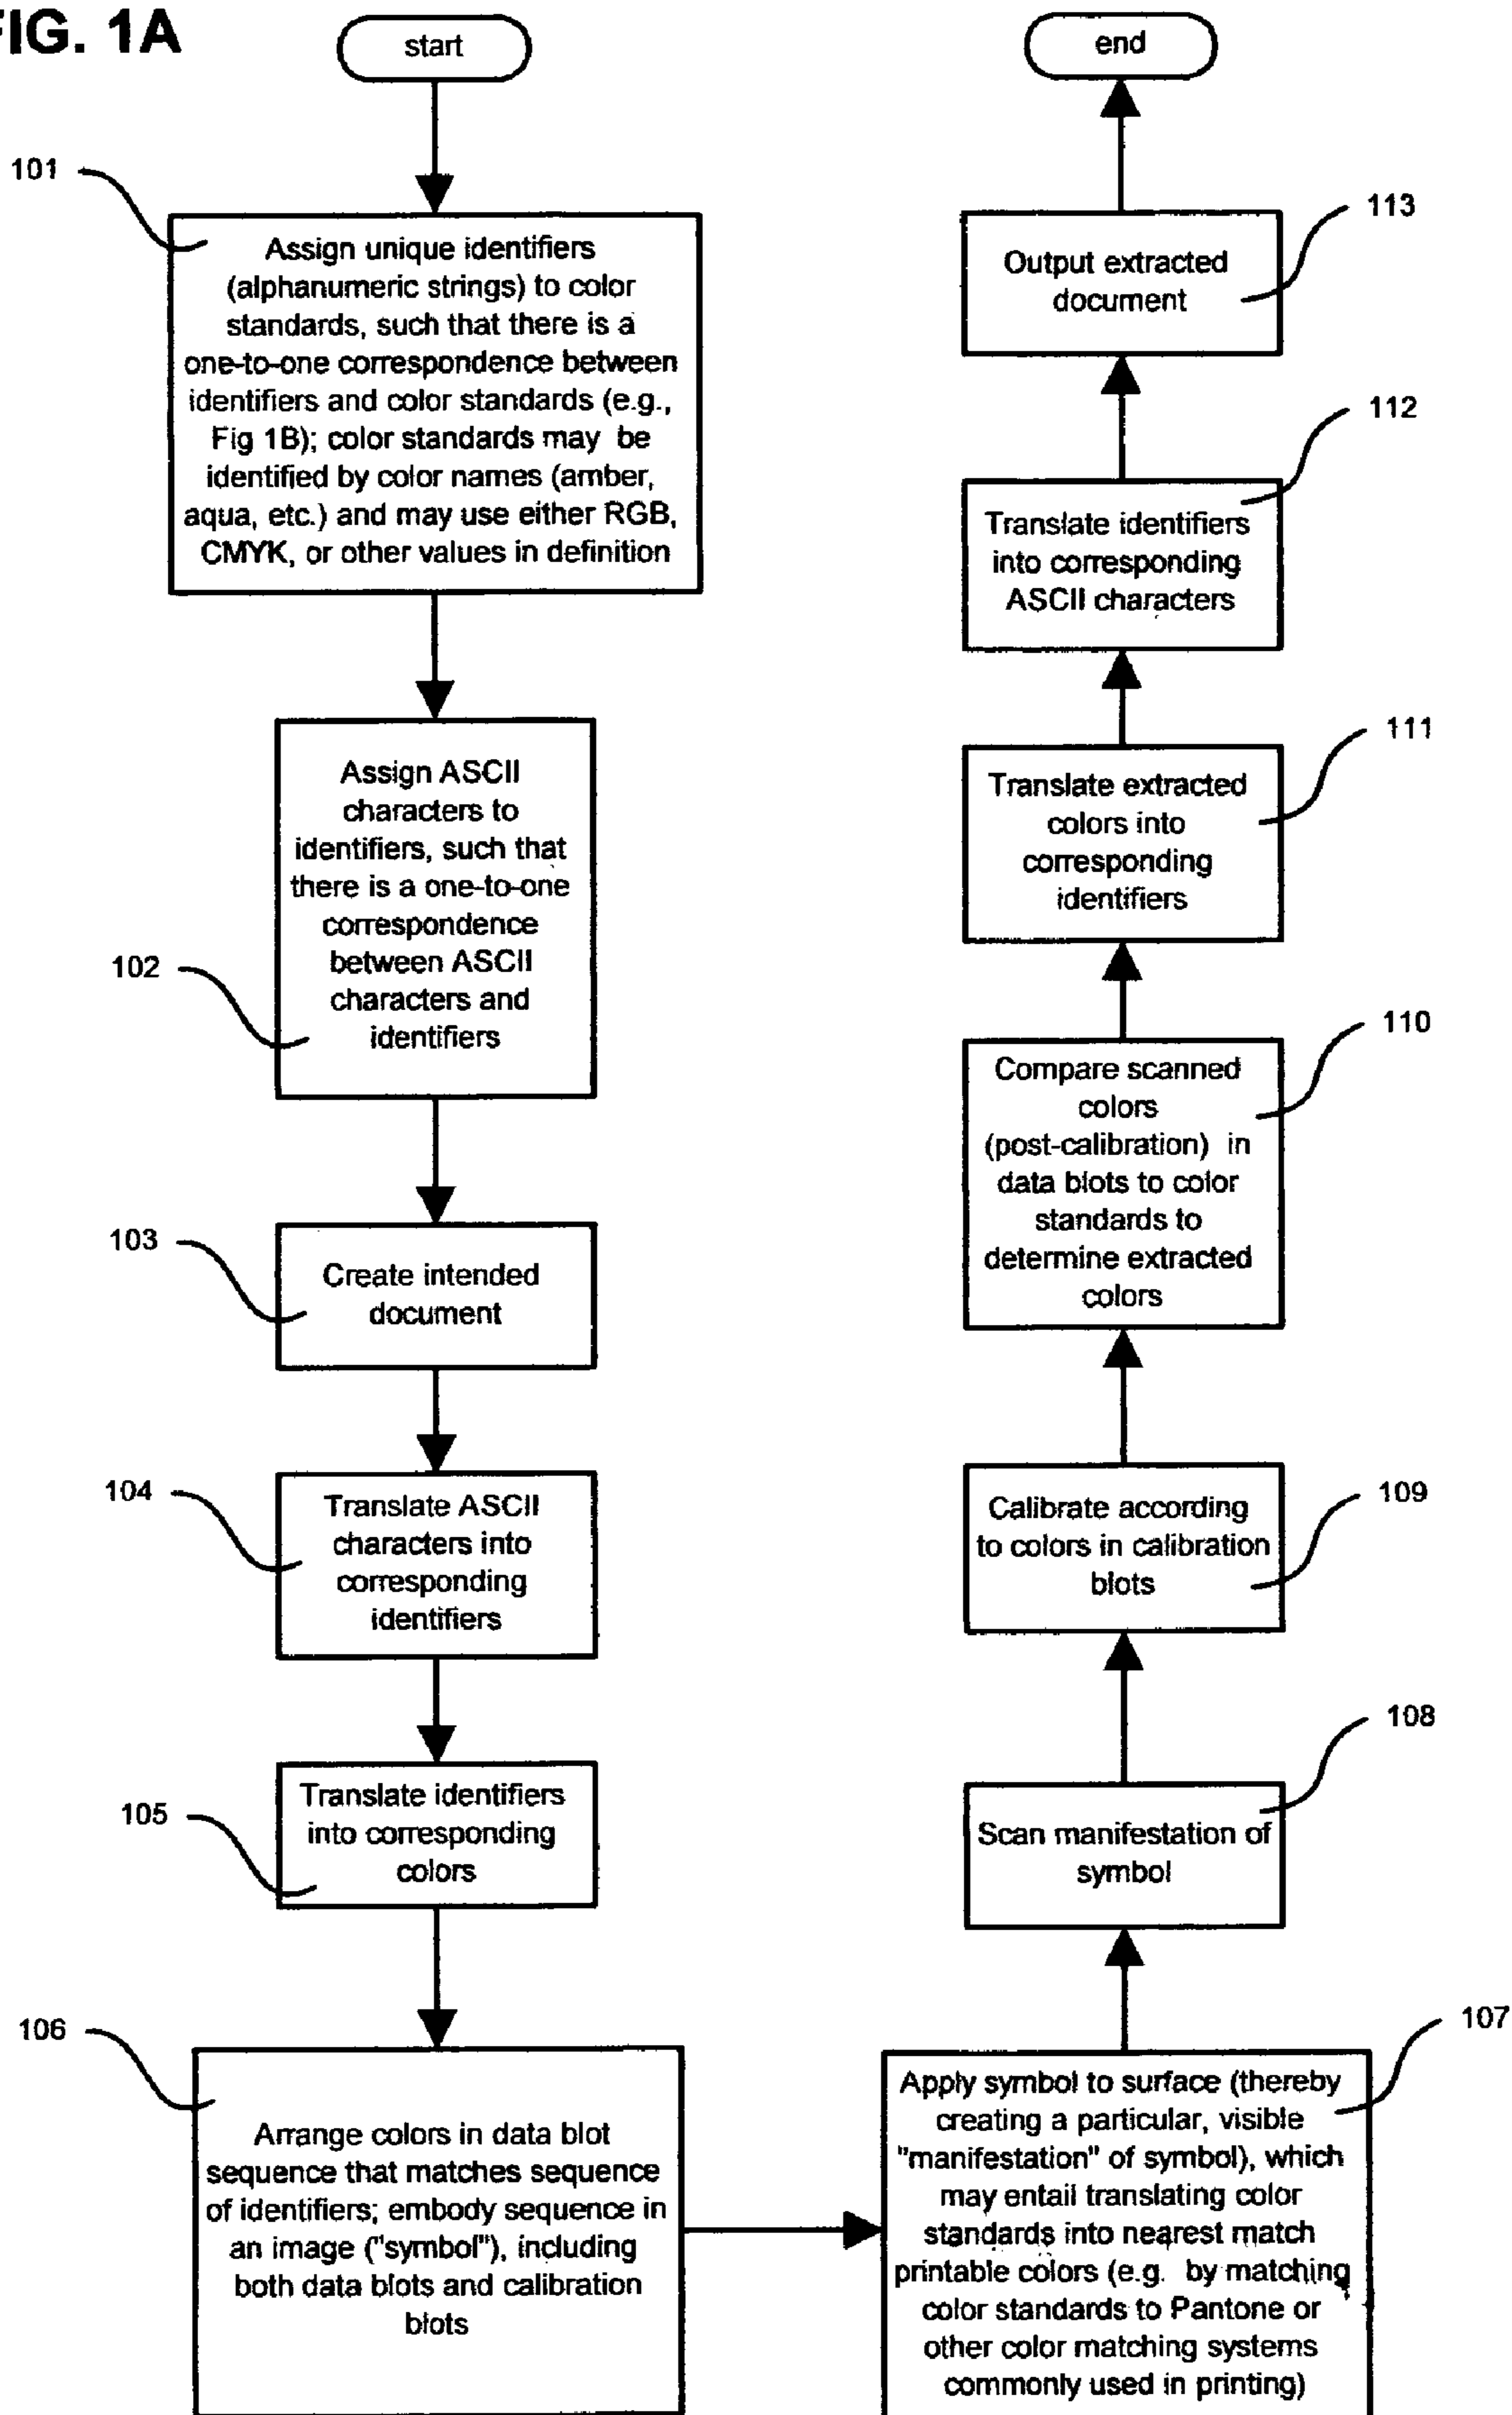 FIG. 1A
start
101
Assign unique identifiers
(alphanumeric strings) to color
standards, such that there is a
one-to-one correspondence between
identifiers and color standards (e.g.,
Fig 1B); color standards may be
identified by color names (amber,
aqua, etc.) and may use either RGB,
CMYK, or other values in definition
102
Assign ASCII
characters to
identifiers, such that
there is a one-to-one
correspondence
between ASCII
characters and
identifiers
103
Create intended
document
104
Translate ASCII
characters into
corresponding
identifiers
105
Translate identifiers
into corresponding
colors
106
Arrange colors in data blot
sequence that matches sequence
of identifiers; embody sequence in
an image ("symbol"), including
both data blots and calibration
blots
107
Apply symbol to surface (thereby
creating a particular, visible
"manifestation" of symbol), which
may entail translating color
standards into nearest match
printable colors (e.g. by matching
color standards to Pantone or
other color matching systems
commonly used in printing)
108
Scan manifestation of
symbol
109
Calibrate according
to colors in calibration
blots
110
Compare scanned
colors
(post-calibration) in
data blots to color
standards to
determine extracted
colors
111
Translate extracted
colors into
corresponding
identifiers
112
Translate identifiers
into corresponding
ASCII characters
113
Output extracted
document
end